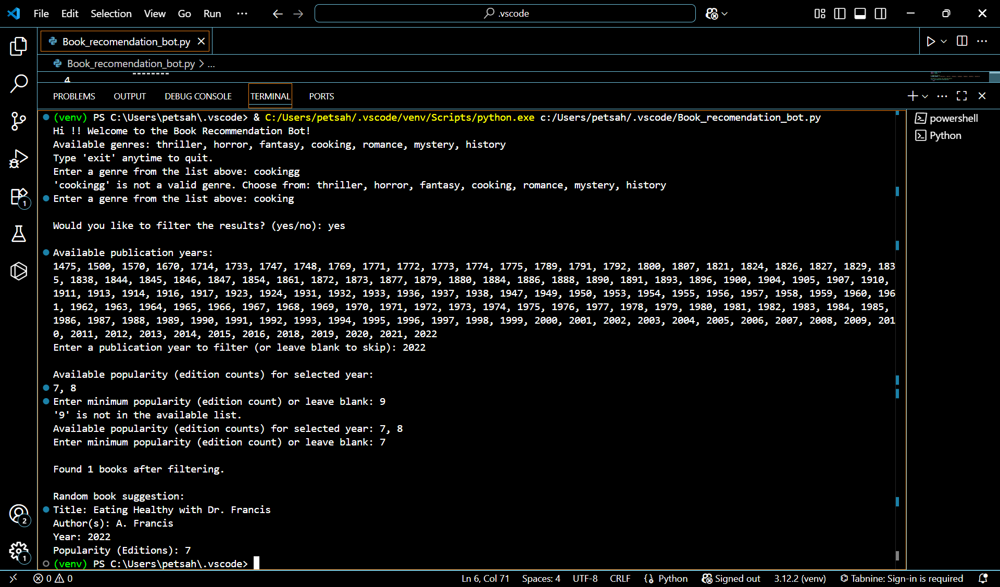 File Edit Selection View Go Run ... .vscode
Book_recomendation_bot.py
Book_recomendation_bot.py > ...
4
PROBLEMS OUTPUT DEBUG CONSOLE TERMINAL PORTS
(venv) PS C:\Users\petsah\.vscode> & C:/Users/petsah/.vscode/venv/Scripts/python.exe c:/Users/petsah/.vscode/Book_recomendation_bot.py
Hi !! Welcome to the Book Recommendation Bot!
Available genres: thriller, horror, fantasy, cooking, romance, mystery, history
Type 'exit' anytime to quit.
Enter a genre from the list above: cookingg
'cookingg' is not a valid genre. Choose from: thriller, horror, fantasy, cooking, romance, mystery, history
Enter a genre from the list above: cooking
Would you like to filter the results? (yes/no): yes
Available publication years:
1475, 1500, 1570, 1670, 1714, 1733, 1747, 1748, 1769, 1771, 1772, 1773, 1774, 1775, 1789, 1791, 1792, 1800, 1807, 1821, 1824, 1826, 1827, 1829, 183
5, 1838, 1844, 1845, 1846, 1847, 1854, 1861, 1872, 1873, 1877, 1879, 1880, 1884, 1886, 1888, 1890, 1891, 1893, 1896, 1900, 1904, 1905, 1907, 1910,
1911, 1913, 1914, 1916, 1917, 1923, 1924, 1931, 1932, 1933, 1936, 1937, 1938, 1947, 1949, 1950, 1953, 1954, 1955, 1956, 1957, 1958, 1959, 1960, 196
1, 1962, 1963, 1964, 1965, 1966, 1967, 1968, 1969, 1970, 1971, 1972, 1973, 1974, 1975, 1976, 1977, 1978, 1979, 1980, 1981, 1982, 1983, 1984, 1985,
1986, 1987, 1988, 1989, 1990, 1991, 1992, 1993, 1994, 1995, 1996, 1997, 1998, 1999, 2000, 2001, 2002, 2003, 2004, 2005, 2006, 2007, 2008, 2009, 201
0, 2011, 2012, 2013, 2014, 2015, 2016, 2018, 2019, 2020, 2021, 2022
Enter a publication year to filter (or leave blank to skip): 2022
Available popularity (edition counts) for selected year:
7, 8
Enter minimum popularity (edition count) or leave blank: 9
'9' is not in the available list.
Available popularity (edition counts) for selected year: 7, 8
Enter minimum popularity (edition count) or leave blank: 7
Found 1 books after filtering.
Random book suggestion:
Title: Eating Healthy with Dr. Francis
Author(s): A. Francis
Year: 2022
Popularity (Editions): 7
(venv) PS C:\Users\petsah\.vscode>
powershell
Python
1
2
1
0 0 Ln 6, Col 71 Spaces: 4 UTF-8 CRLF Python Signed out 3.12.2 (venv) Tabnine: Sign-in is required